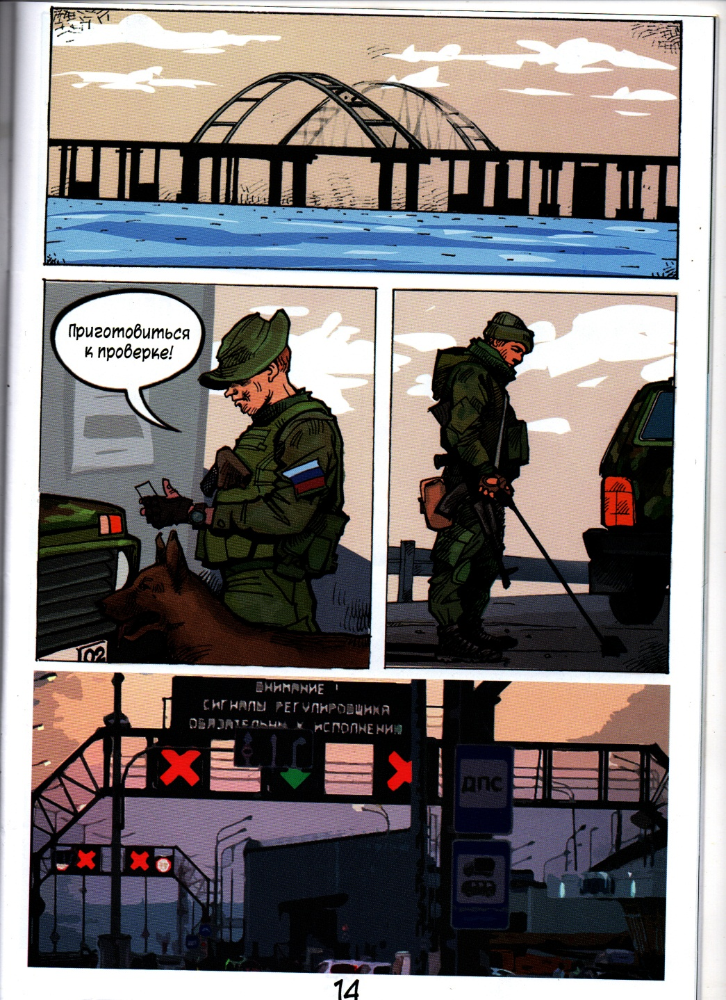 Приготовиться
к проверке!
102
ВНИМАНИЕ !
СИГНАЛЫ РЕГУЛИРОВЩИКА
ОБЯЗАТЕЛЬНЫ К ИСПОЛНЕНИЮ
ДПС
14